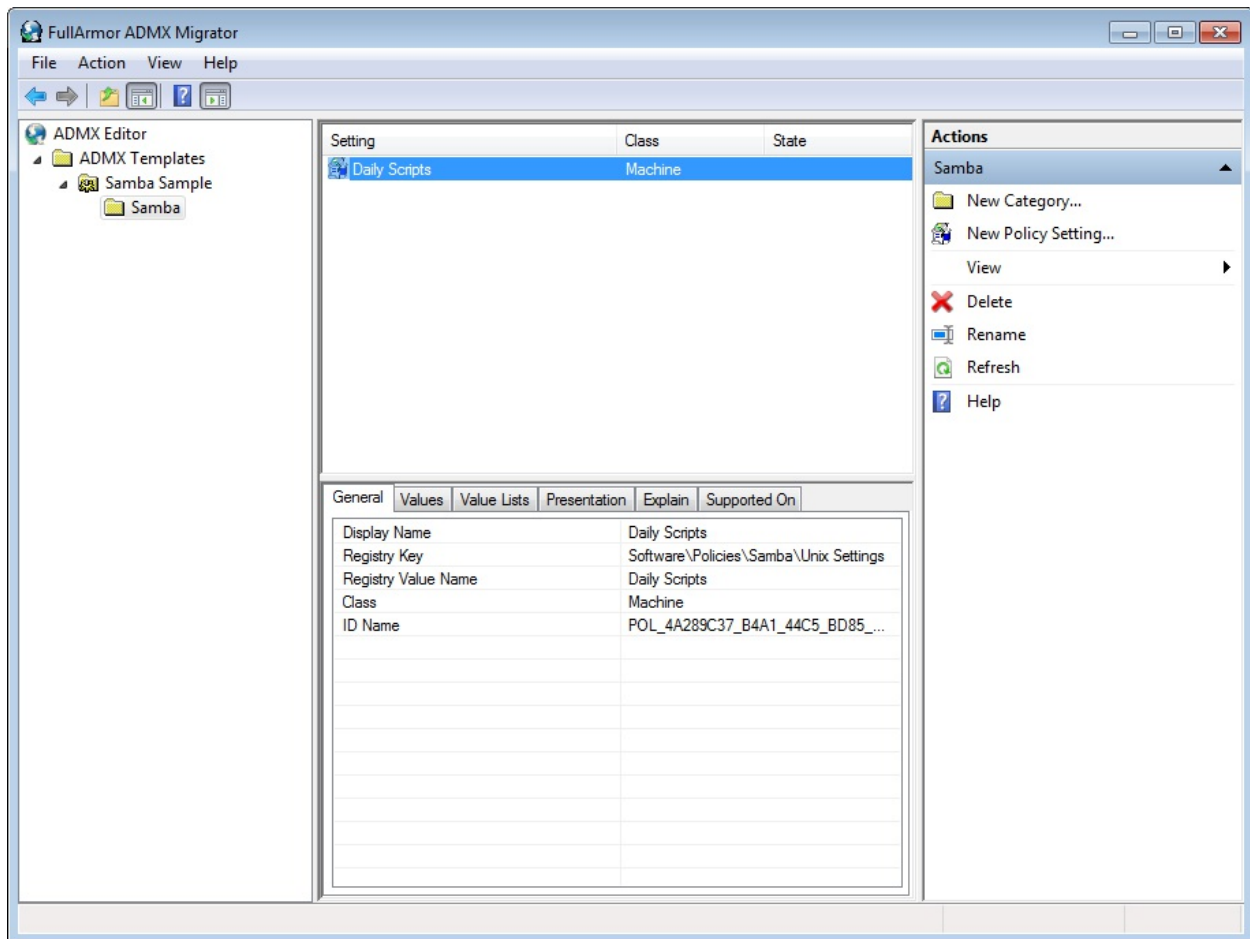 FullArmor ADMX Migrator
File Action View Help
ADMX Editor
ADMX Templates
Samba Sample
Samba
Setting Class State
Daily Scripts Machine
General Values Value Lists Presentation Explain Supported On
Display Name Daily Scripts
Registry Key Software\Policies\Samba\Unix Settings
Registry Value Name Daily Scripts
Class Machine
ID Name POL_4A289C37_B4A1_44C5_BD85_...
Actions
Samba
New Category...
New Policy Setting...
View
Delete
Rename
Refresh
Help